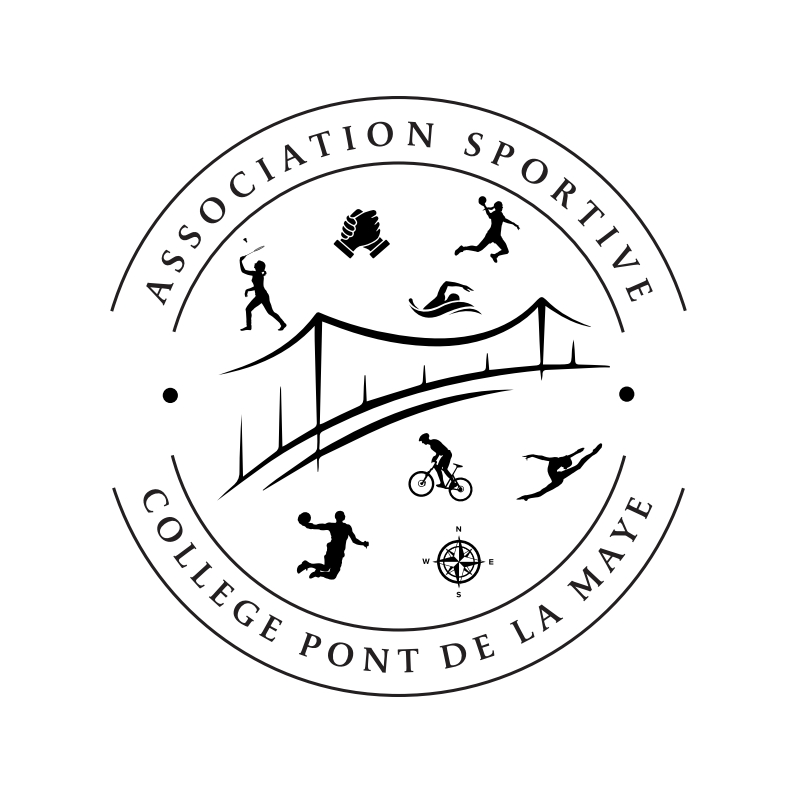 ASSOCIATION SPORTIVE
N
W E
S
COLLEGE PONT DE LA MAYE